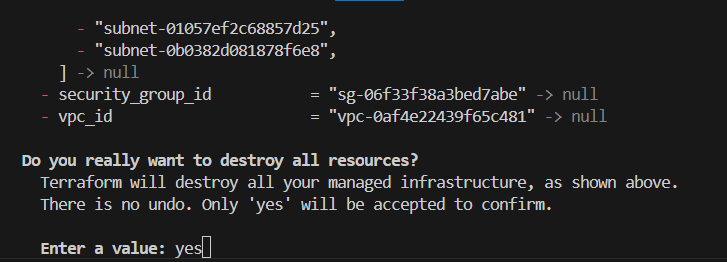 - "subnet-01057ef2c68857d25",
- "subnet-0b0382d081878f6e8",
] -> null
- security_group_id = "sg-06f33f38a3bed7abe" -> null
- vpc_id = "vpc-0af4e22439f65c481" -> null
Do you really want to destroy all resources?
Terraform will destroy all your managed infrastructure, as shown above.
There is no undo. Only 'yes' will be accepted to confirm.
Enter a value: yes